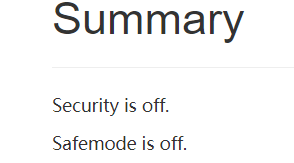 Summary
Security is off.
Safemode is off.